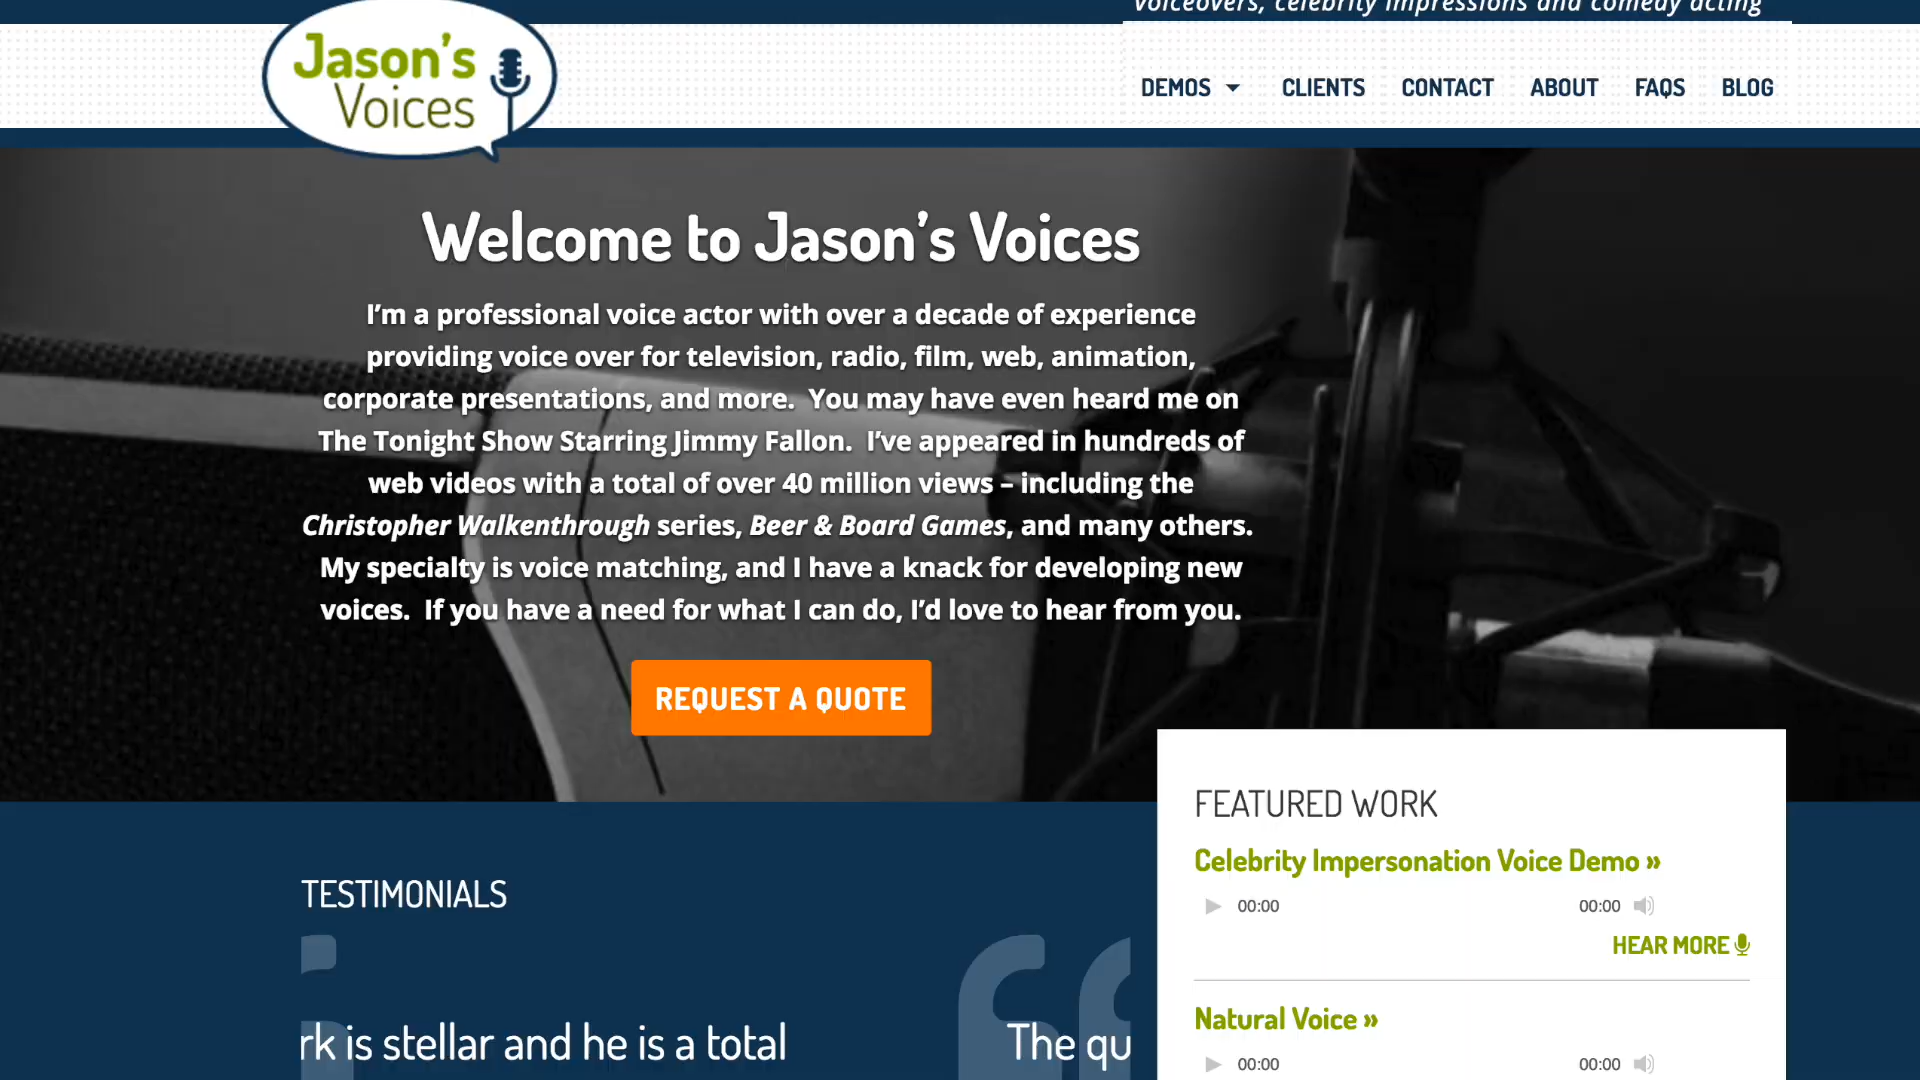 voiceovers, celebrity impressions and comedy acting
Jason's
Voices
DEMOS CLIENTS CONTACT ABOUT FAQS BLOG
Welcome to Jason’s Voices
I’m a professional voice actor with over a decade of experience
providing voice over for television, radio, film, web, animation,
corporate presentations, and more.  You may have even heard me on
The Tonight Show Starring Jimmy Fallon.  I’ve appeared in hundreds of
web videos with a total of over 40 million views – including the
Christopher Walkenthrough series, Beer & Board Games, and many others.
My specialty is voice matching, and I have a knack for developing new
voices.  If you have a need for what I can do, I’d love to hear from you.
REQUEST A QUOTE
FEATURED WORK
Celebrity Impersonation Voice Demo »
00:00 00:00
HEAR MORE
Natural Voice »
00:00 00:00
TESTIMONIALS
rk is stellar and he is a total
The qu